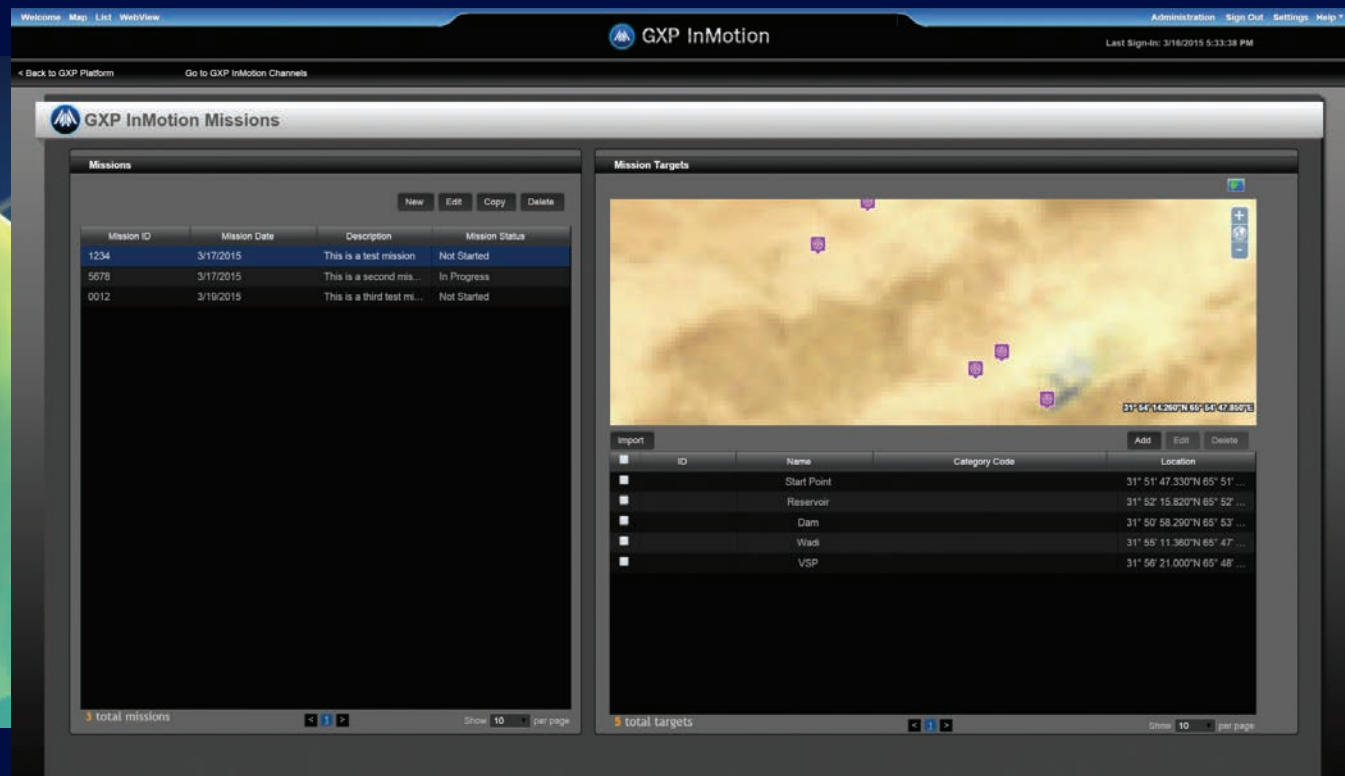 Welcome Map List WebView
Administration Sign Out Settings Help
GXP InMotion
Last Sign-In: 3/16/2015 5:33:38 PM
< Back to GXP Platform Go to GXP InMotion Channels
GXP InMotion Missions
Missions
New Edit Copy Delete
Mission ID Mission Date Description Mission Status
1234 3/17/2015 This is a test mission Not Started
5678 3/17/2015 This is a second mis... In Progress
0012 3/19/2015 This is a third test mi... Not Started
3 total missions
< 1 >
Show 10 per page
Mission Targets
+
-
31° 54' 14.260"N 65° 54' 47.850"E
Import Add Edit Delete
ID Name Category Code Location
Start Point 31° 51' 47.330"N 65° 51' ...
Reservoir 31° 52' 15.820"N 65° 52' ...
Dam 31° 50' 58.290"N 65° 53' ...
Wadi 31° 55' 11.360"N 65° 47' ...
VSP 31° 56' 21.000"N 65° 48' ...
5 total targets
< 1 >
Show 10 per page